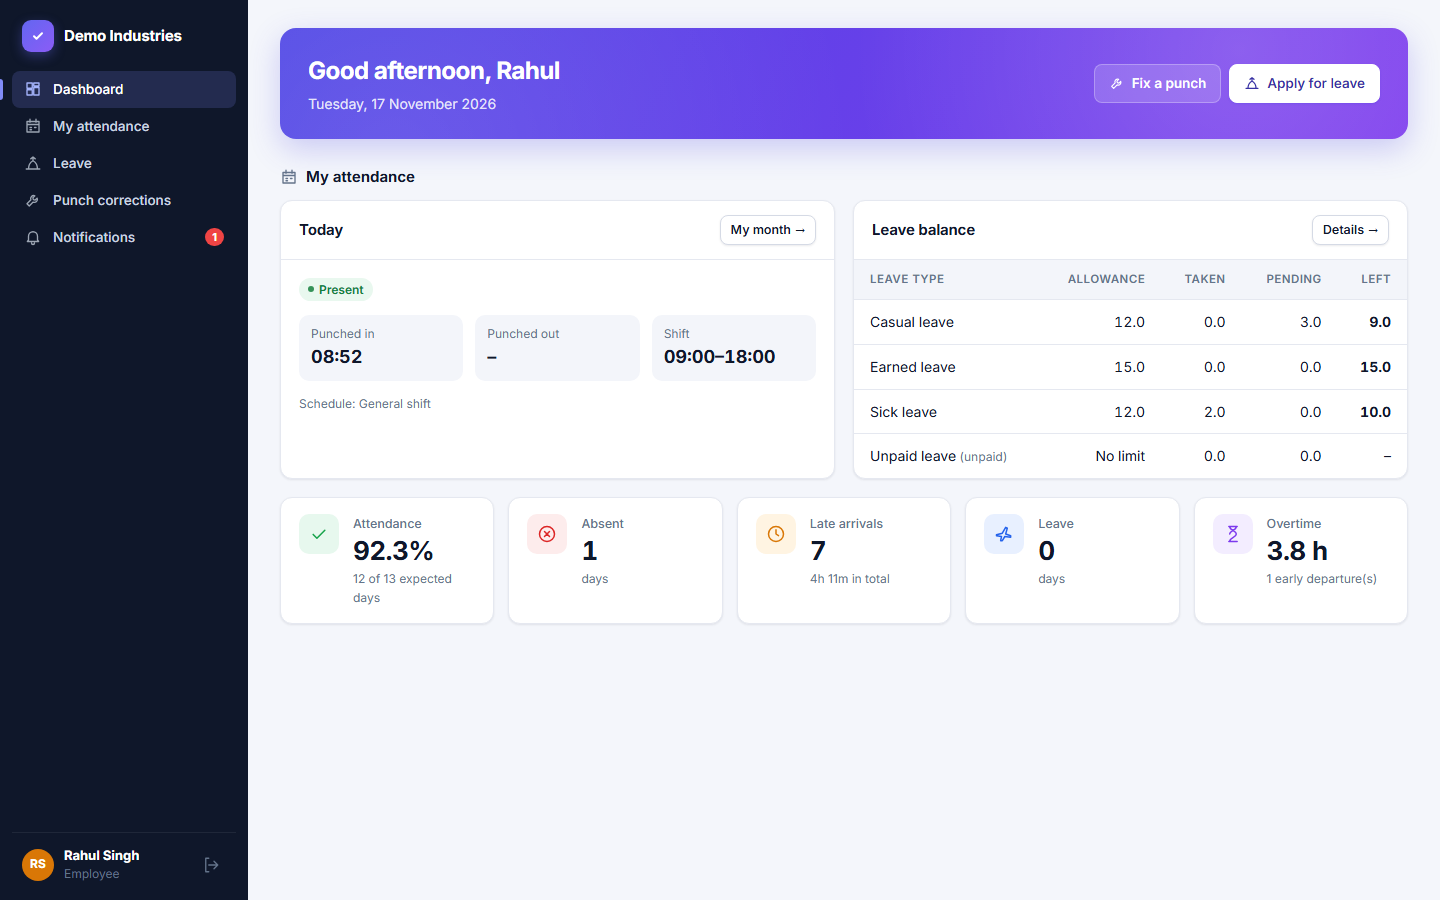 Demo Industries
Dashboard
My attendance
Leave
Punch corrections
Notifications 1
Rahul Singh
RS
Employee
Good afternoon, Rahul
Tuesday, 17 November 2026
Fix a punch
Apply for leave
My attendance
Today
My month →
Present
Punched in
08:52
Punched out
–
Shift
09:00–18:00
Schedule: General shift
Leave balance
Details →
LEAVE TYPE ALLOWANCE TAKEN PENDING LEFT
Casual leave 12.0 0.0 3.0 9.0
Earned leave 15.0 0.0 0.0 15.0
Sick leave 12.0 2.0 0.0 10.0
Unpaid leave (unpaid) No limit 0.0 0.0 –
Attendance
92.3%
12 of 13 expected
days
Absent
1
days
Late arrivals
7
4h 11m in total
Leave
0
days
Overtime
3.8 h
1 early departure(s)